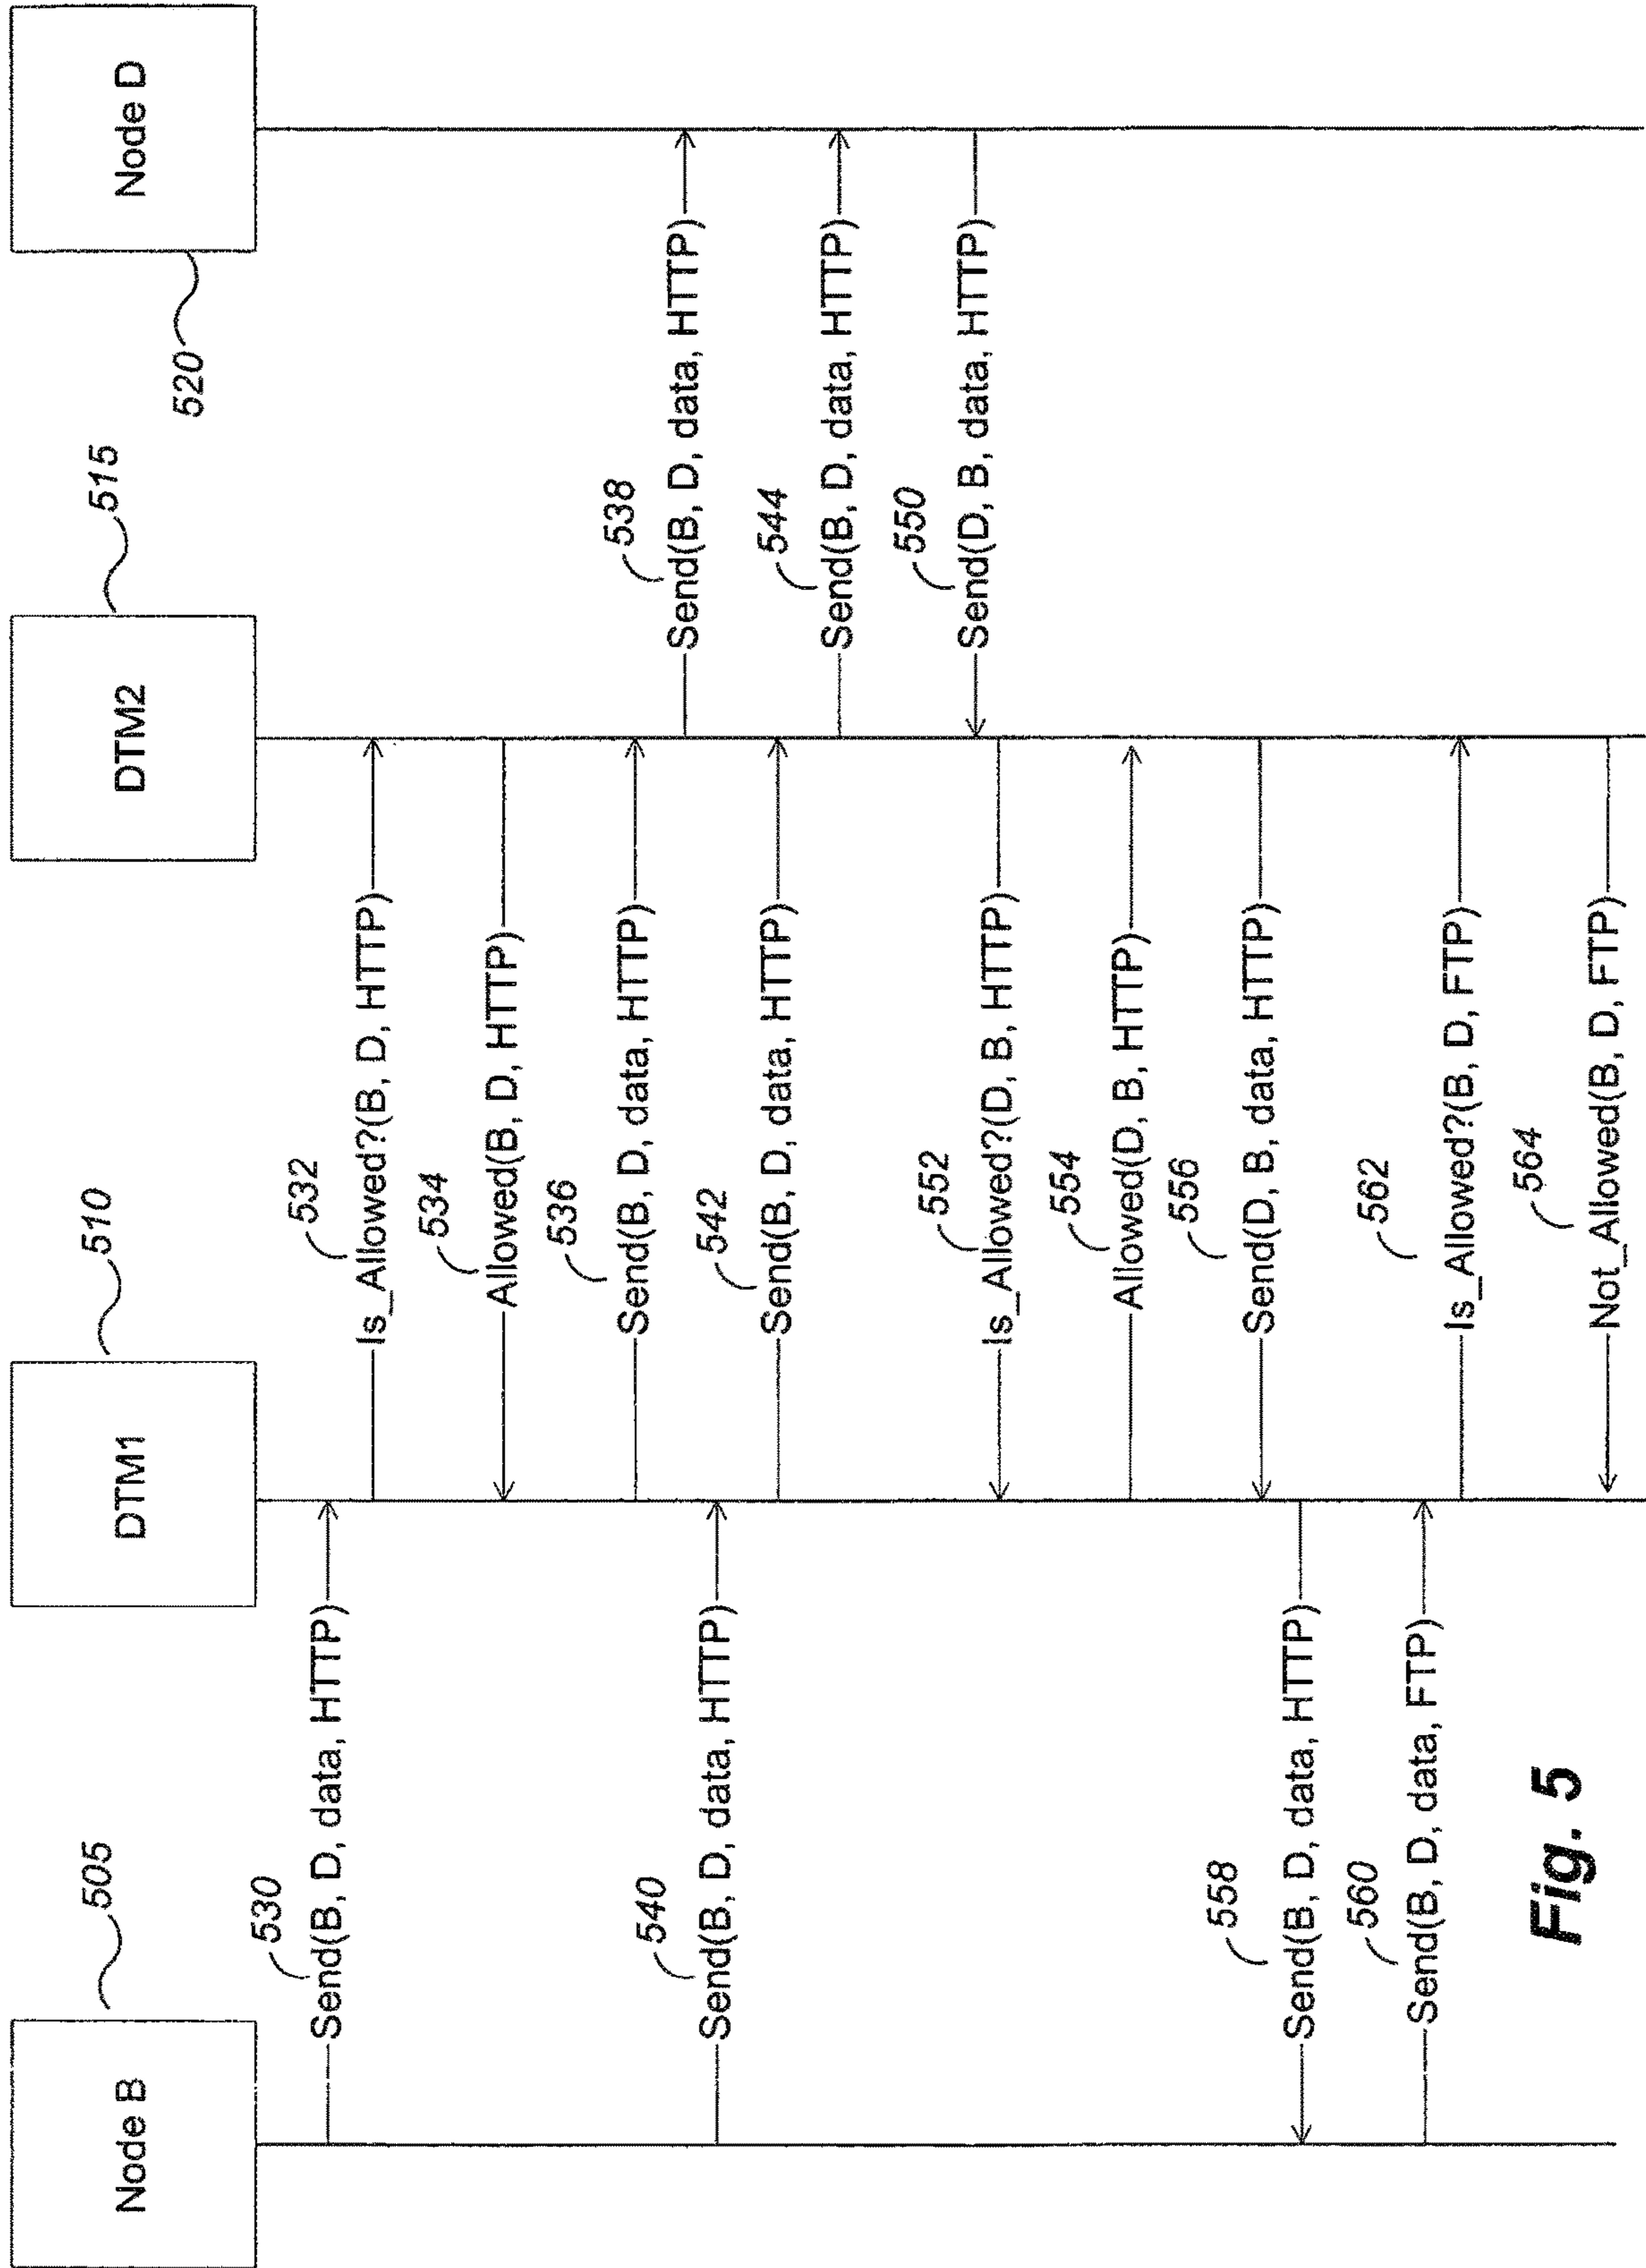 Node B
505
DTM1
510
DTM2
515
Node D
520
530
Send(B, D, data, HTTP)
532
Is_Allowed?(B, D, HTTP)
534
Allowed(B, D, HTTP)
536
Send(B, D, data, HTTP)
538
Send(B, D, data, HTTP)
540
Send(B, D, data, HTTP)
542
Send(B, D, data, HTTP)
544
Send(B, D, data, HTTP)
550
Send(D, B, data, HTTP)
552
Is_Allowed?(D, B, HTTP)
554
Allowed(D, B, HTTP)
556
Send(D, B, data, HTTP)
558
Send(B, D, data, HTTP)
560
Send(B, D, data, FTP)
562
Is_Allowed?(B, D, FTP)
564
Not_Allowed(B, D, FTP)
Fig. 5